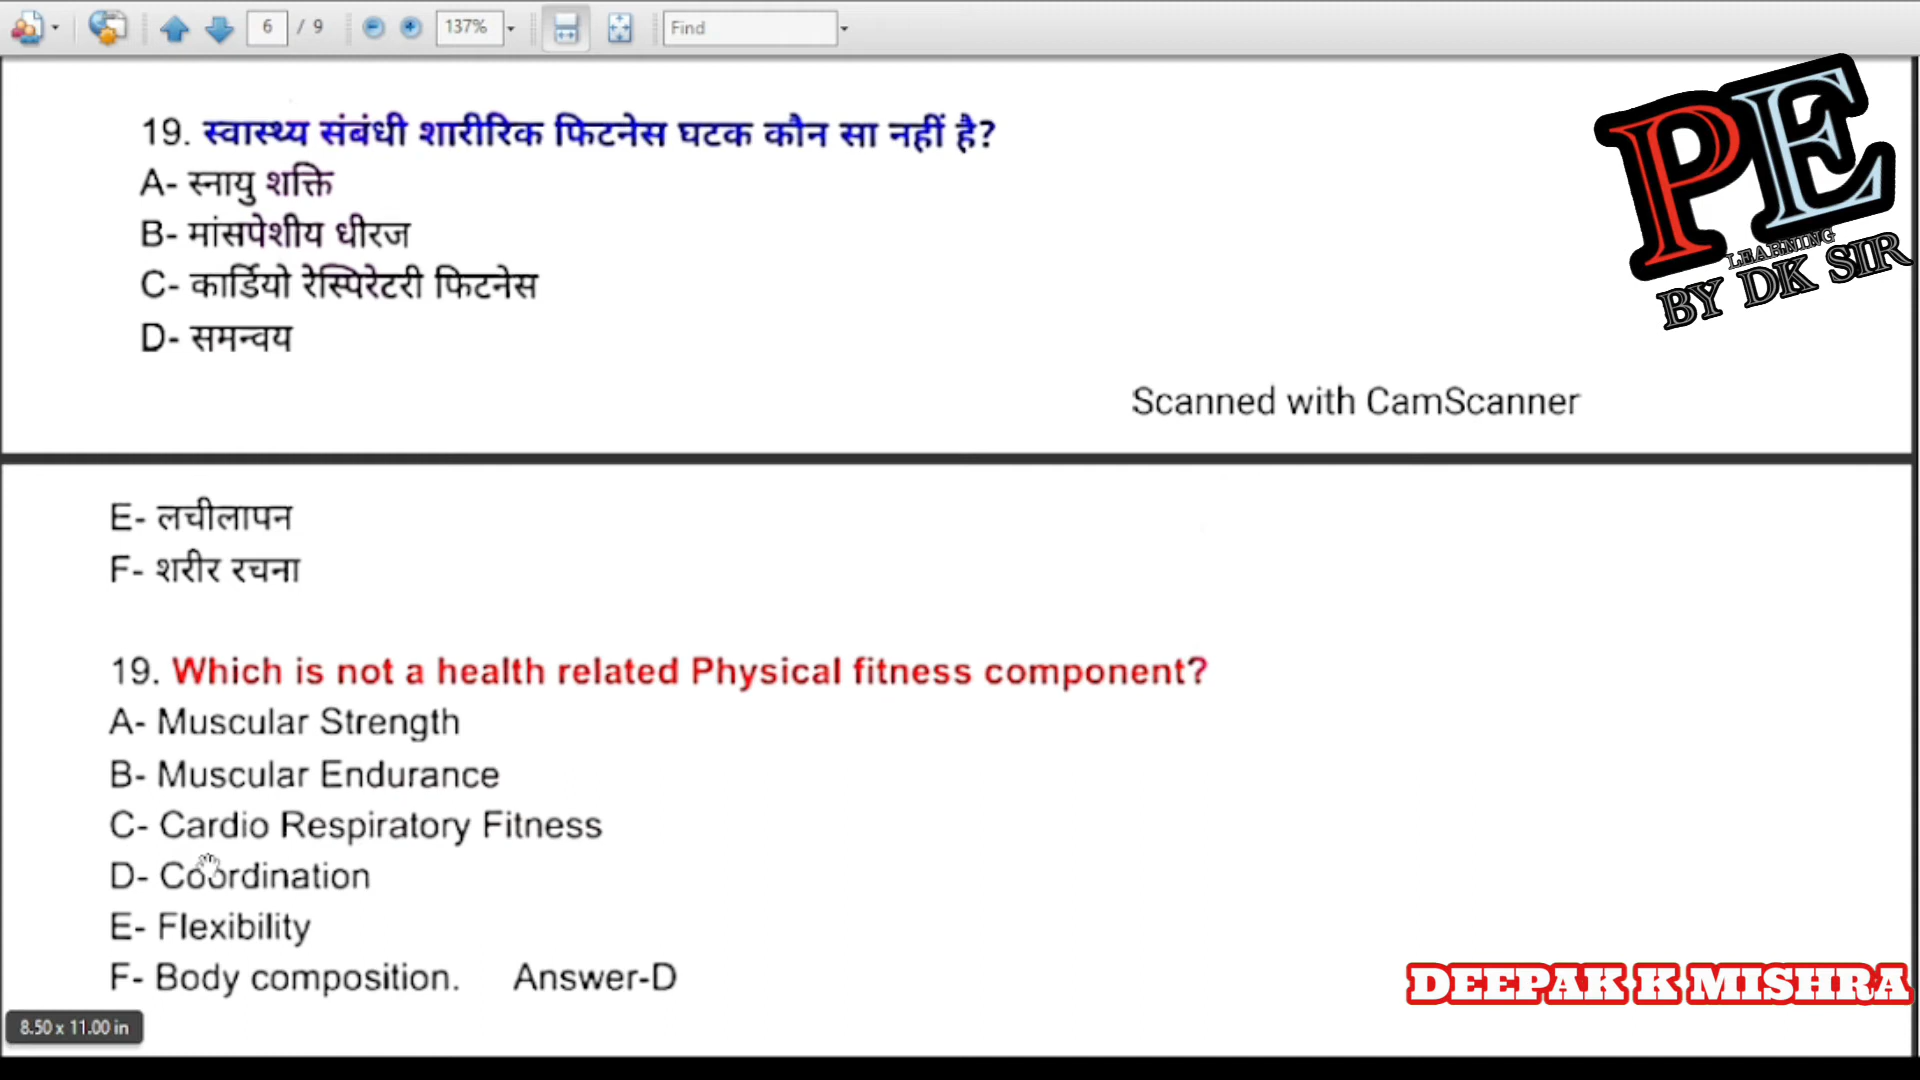 6 / 9
137%
Find
19. स्वास्थ्य संबंधी शारीरिक फिटनेस घटक कौन सा नहीं है?
A- स्नायु शक्ति
B- मांसपेशीय धीरज
C- कार्डियो रेस्पिरेटरी फिटनेस
D- समन्वय
PE
LEARNING
BY DK SIR
Scanned with CamScanner
E- लचीलापन
F- शरीर रचना
19. Which is not a health related Physical fitness component?
A- Muscular Strength
B- Muscular Endurance
C- Cardio Respiratory Fitness
D- Coordination
E- Flexibility
F- Body composition. Answer-D
DEEPAK K MISHRA
8.50 x 11.00 in